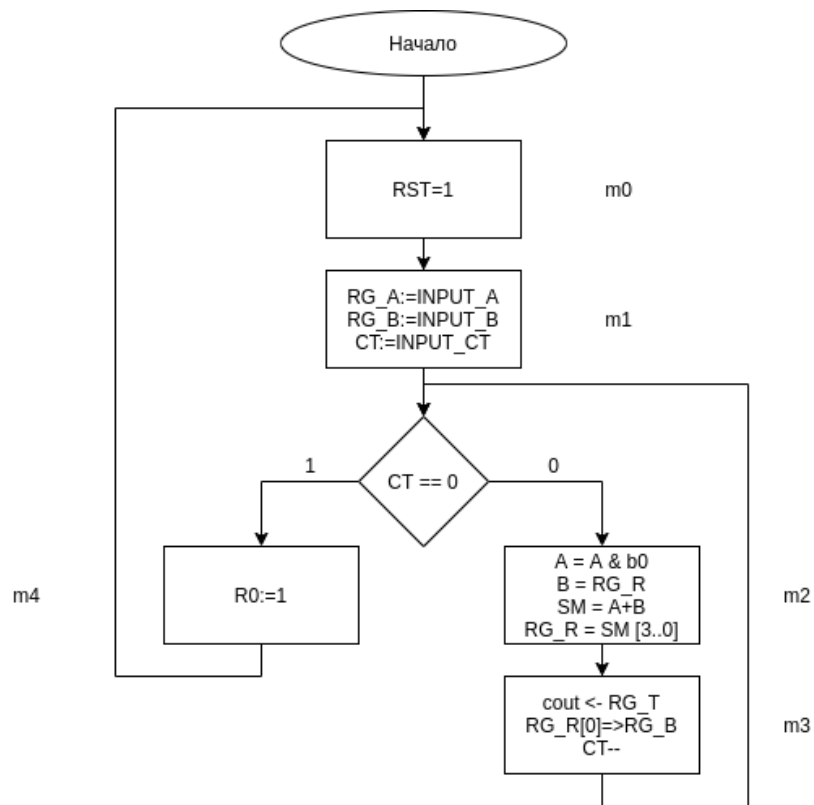 Начало
RST=1
m0
RG_A:=INPUT_A
RG_B:=INPUT_B
CT:=INPUT_CT
m1
1
CT == 0
0
m4
R0:=1
A = A & b0
B = RG_R
SM = A+B
RG_R = SM [3..0]
m2
cout <- RG_T
RG_R[0]=>RG_B
CT--
m3